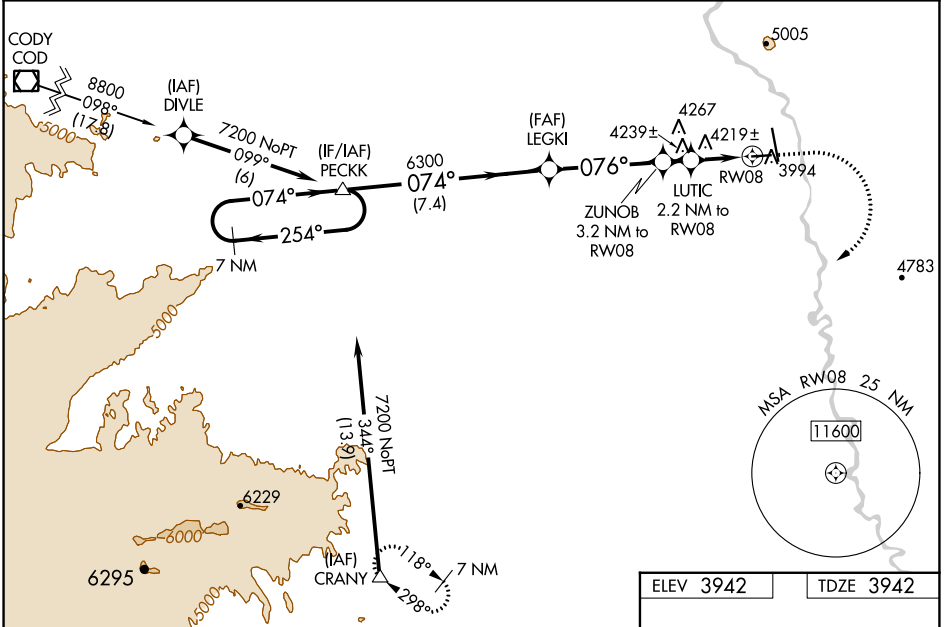 CODY
COD
8800
098°
(17.8)
5000
(IAF)
DIVLE
7200 NoPT
099°
(6)
(IF/IAF)
PECKK
074°
254°
7 NM
6300
074°
(7.4)
(FAF)
LEGKI
076°
4267
4239±
4219±
5005
ZUNOB
3.2 NM to
RW08
LUTIC
2.2 NM to
RW08
RW08
3994
4783
5000
7200 NoPT
344°
(13.9)
MSA RW08 25 NM
11600
6229
6000
6295
(IAF)
CRANY
118°
298°
7 NM
5000
ELEV 3942
TDZE 3942